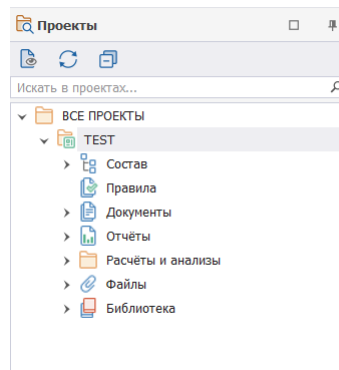 Проекты
Искать в проектах...
ВСЕ ПРОЕКТЫ
TEST
Состав
Правила
Документы
Отчёты
Расчёты и анализы
Файлы
Библиотека